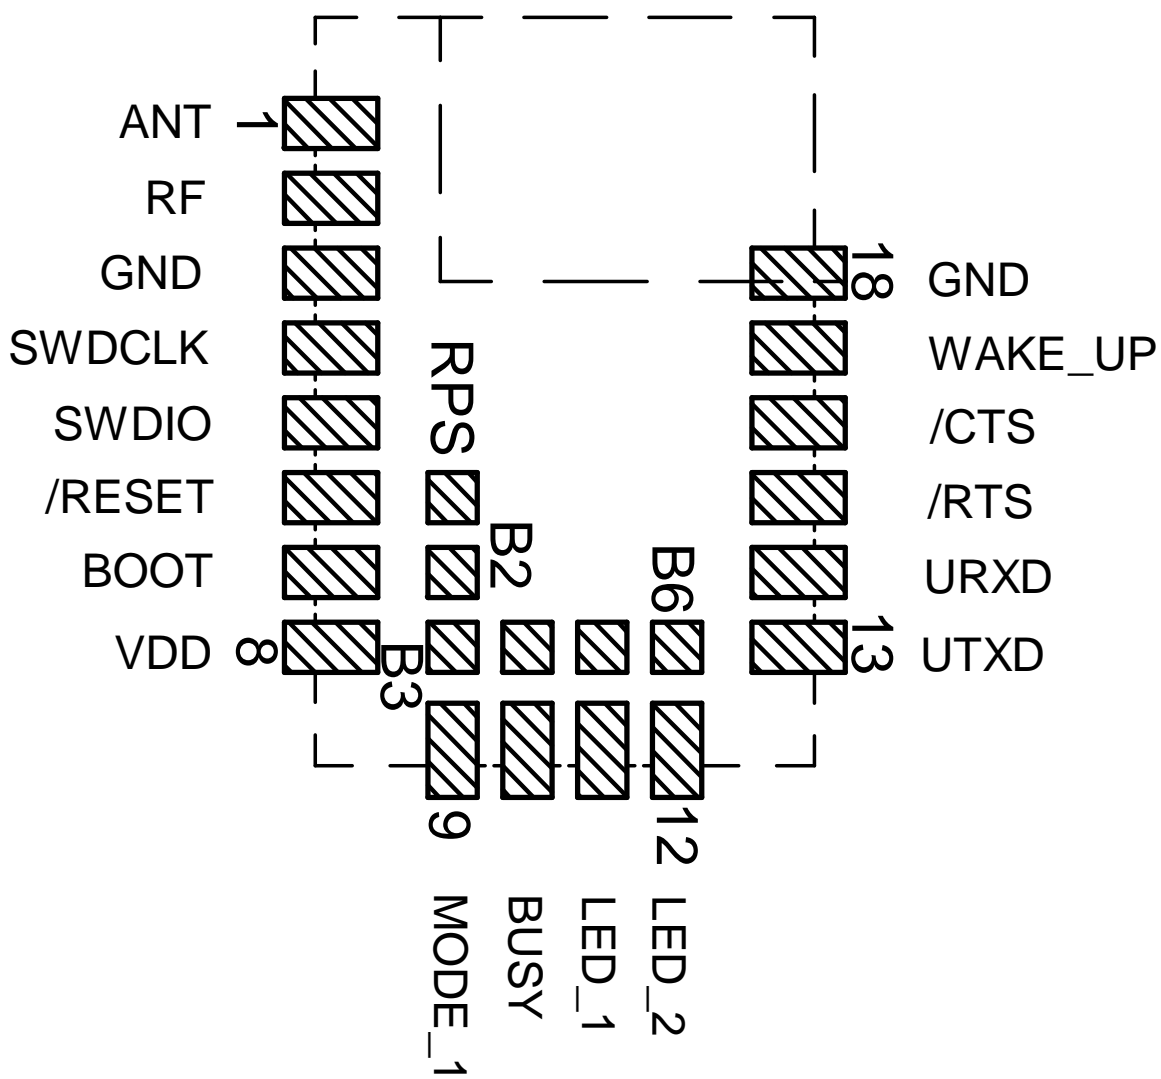 ANT 1
RF
GND
SWDCLK
SWDIO
/RESET
BOOT
VDD 8
RPS
B2
B3
B6
18 GND
WAKE_UP
/CTS
/RTS
URXD
13 UTXD
9
12
MODE_1
BUSY
LED_1
LED_2